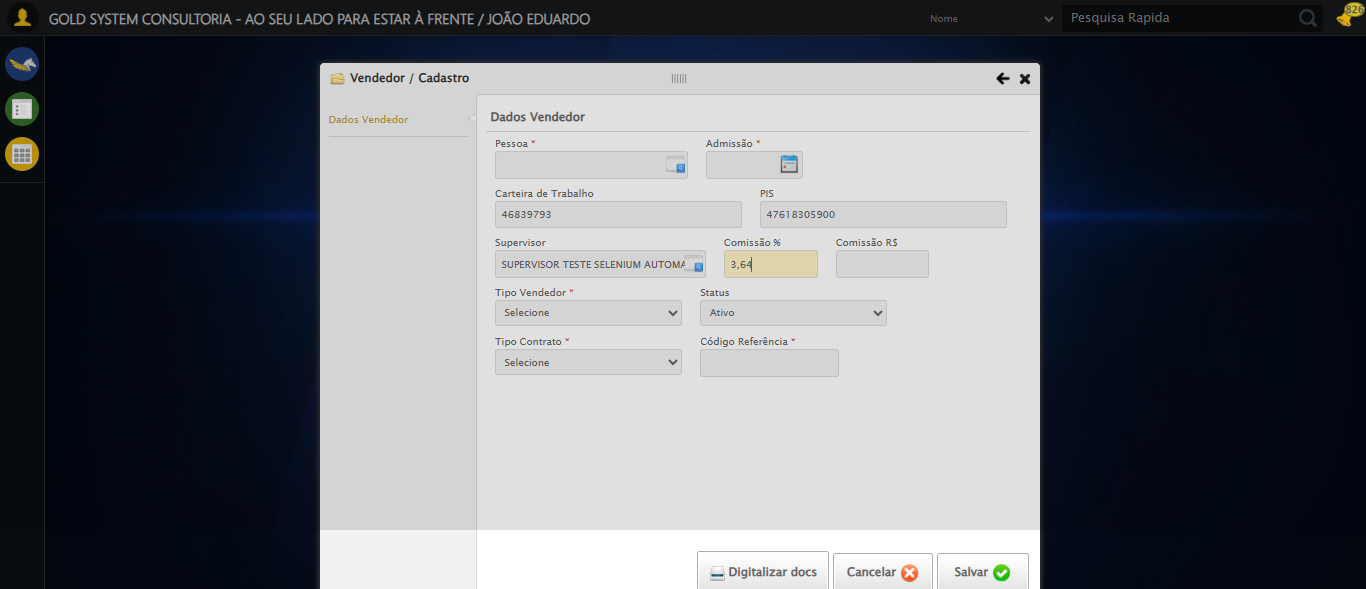 GOLD SYSTEM CONSULTORIA - AO SEU LADO PARA ESTAR À FRENTE / JOÃO EDUARDO
Nome
Pesquisa Rapida
826
Vendedor / Cadastro
Dados Vendedor
Dados Vendedor
Pessoa *
Admissão *
Carteira de Trabalho
PIS
46839793
47618305900
Supervisor
Comissão %
Comissão R$
SUPERVISOR TESTE SELENIUM AUTOMA
3,64
Tipo Vendedor *
Status
Selecione
Ativo
Tipo Contrato *
Código Referência *
Selecione
Digitalizar docs
Cancelar
Salvar